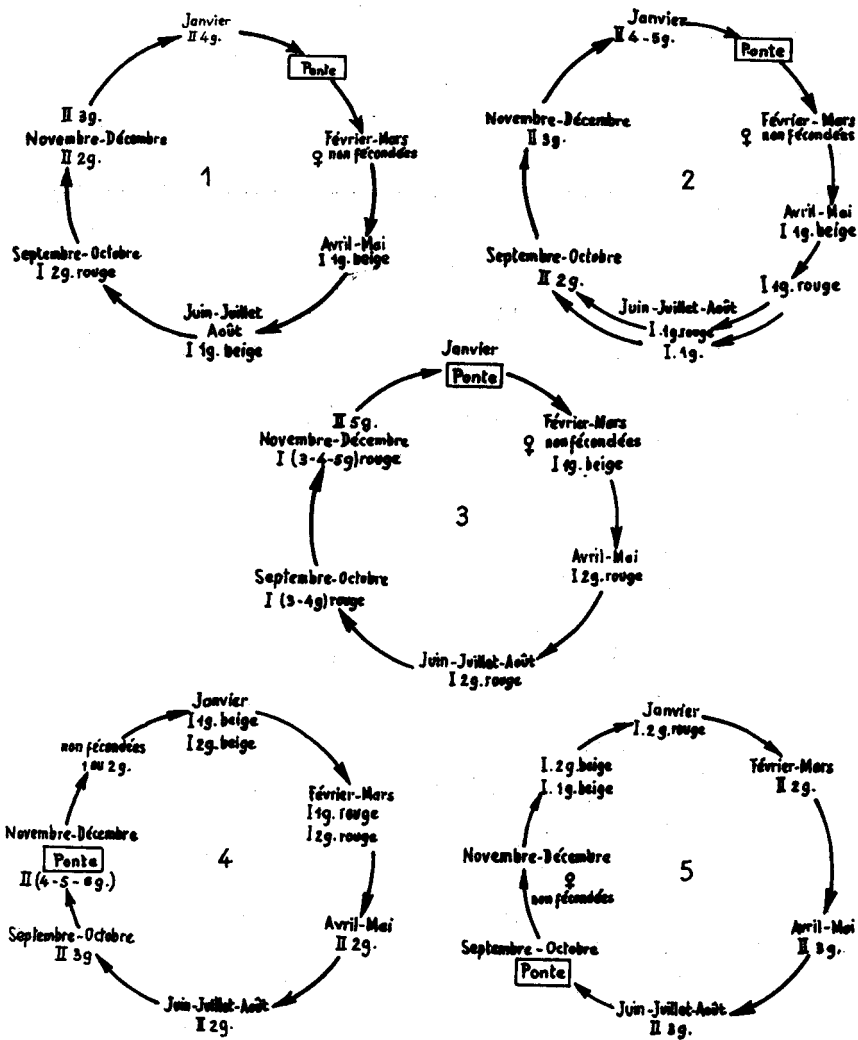 Janvier
II 4g.
Ponte
Février-Mars
♀ non fécondées
Avril-Mai
I 1g. beige
Juin-Juillet
Août
I 1g. beige
Septembre-Octobre
I 2g. rouge
II 3g.
Novembre-Décembre
II 2g.
1
Janvier
II 4-5g.
Ponte
Février-Mars
♀ non fécondées
Avril-Mai
I 1g. beige
I 1g. rouge
Juin-Juillet-Août
I.1g.rouge
I.1g.
Septembre-Octobre
II 2g.
Novembre-Décembre
II 3g.
2
Janvier
Ponte
Février-Mars
♀ non fécondées
I 1g. beige
Avril-Mai
I 2g. rouge
Juin-Juillet-Août
I 2g. rouge
Septembre-Octobre
I (3-4g) rouge
II 5g.
Novembre-Décembre
I (3-4-5g) rouge
3
Janvier
I 1g. beige
I 2g. beige
Février-Mars
I 1g. rouge
I 2g. rouge
Avril-Mai
II 2g.
Juin-Juillet-Août
II 2g.
Septembre-Octobre
II 3g
Novembre-Décembre
Ponte
II (4-5-6g.)
non fécondées
1 ou 2g.
4
Janvier
I.2g.rouge
Février-Mars
II 2g.
Avril-Mai
II 3g.
Juin-Juillet-Août
II 3g.
Septembre-Octobre
Ponte
Novembre-Décembre
♀
non fécondées
I.2g.beige
I.1g.beige
5